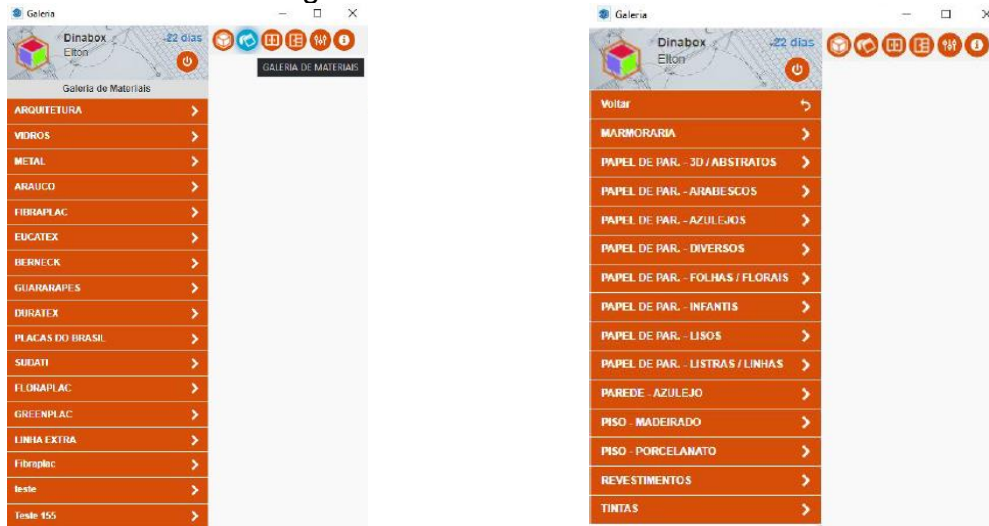 Galeria
Dinabox
Elton
-22 dias
GALERIA DE MATERIAIS
Galeria de Materiais
ARQUITETURA
VIDROS
METAL
ARAUCO
FIBRAPLAC
EUCATEX
BERNECK
GUARARAPES
DURATEX
PLACAS DO BRASIL
SUDATI
FLORAPLAC
GREENPLAC
LINHA EXTRA
Fibraplac
teste
Teste 155
Galeria
Dinabox
Elton
-22 dias
Voltar
MARMORARIA
PAPEL DE PAR. - 3D / ABSTRATOS
PAPEL DE PAR. - ARABESCOS
PAPEL DE PAR. - AZULEJOS
PAPEL DE PAR. - DIVERSOS
PAPEL DE PAR. - FOLHAS / FLORAIS
PAPEL DE PAR. - INFANTIS
PAPEL DE PAR. - LISOS
PAPEL DE PAR. - LISTRAS / LINHAS
PAREDE - AZULEJO
PISO - MADEIRADO
PISO - PORCELANATO
REVESTIMENTOS
TINTAS